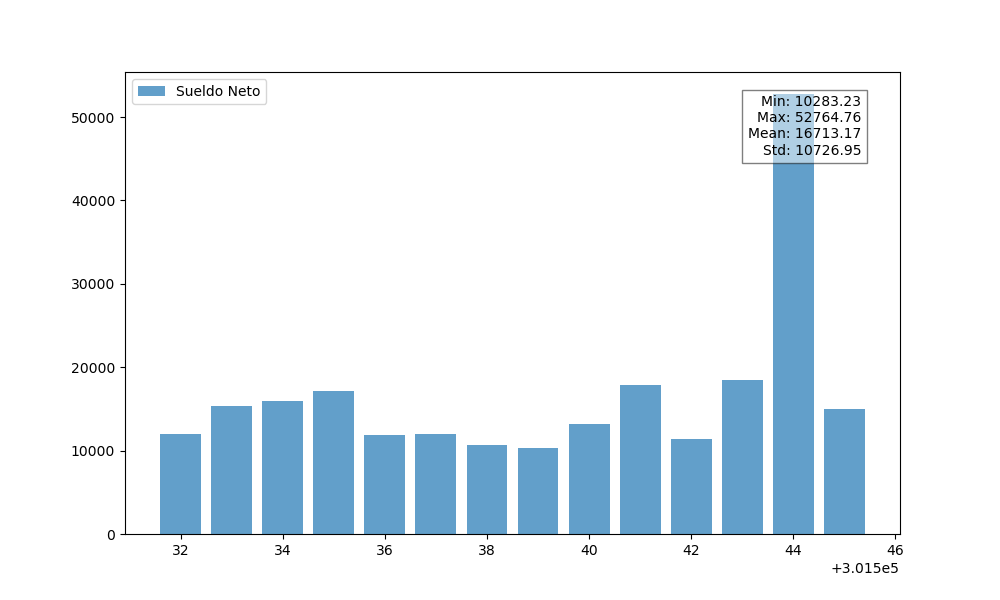 Sueldo Neto
Min: 10283.23
Max: 52764.76
Mean: 16713.17
Std: 10726.95
50000
40000
30000
20000
10000
0
32 34 36 38 40 42 44 46
+3.015e5